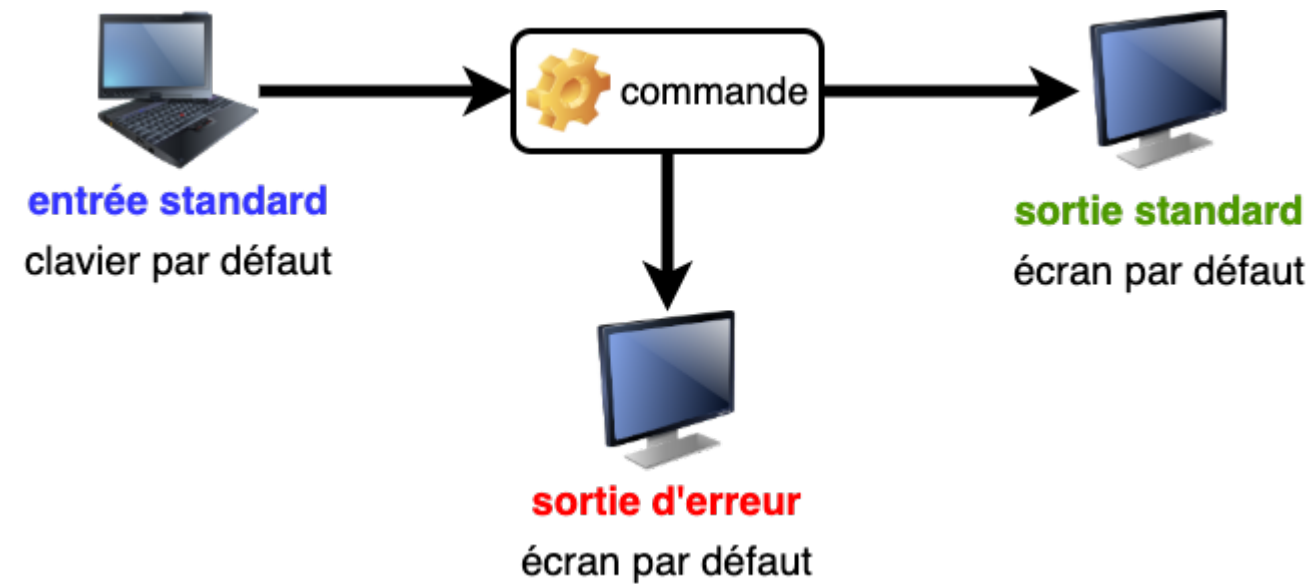 commande
entrée standard
clavier par défaut
sortie standard
écran par défaut
sortie d'erreur
écran par défaut